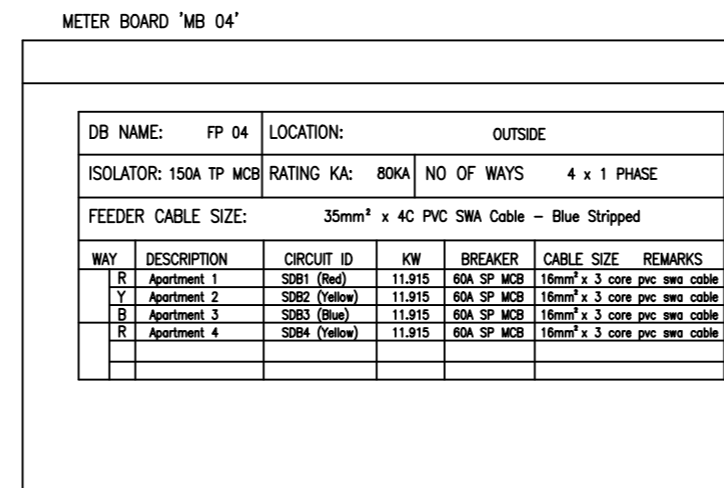 METER BOARD 'MB 04'
DB NAME: FP 04 LOCATION: OUTSIDE
ISOLATOR: 150A TP MCB RATING KA: 80KA NO OF WAYS 4 x 1 PHASE
FEEDER CABLE SIZE: 35mm² x 4C PVC SWA Cable – Blue Stripped
WAY DESCRIPTION CIRCUIT ID KW BREAKER CABLE SIZE REMARKS
R Apartment 1 SDB1 (Red) 11.915 60A SP MCB 16mm² x 3 core pvc swa cable
Y Apartment 2 SDB2 (Yellow) 11.915 60A SP MCB 16mm² x 3 core pvc swa cable
B Apartment 3 SDB3 (Blue) 11.915 60A SP MCB 16mm² x 3 core pvc swa cable
R Apartment 4 SDB4 (Yellow) 11.915 60A SP MCB 16mm² x 3 core pvc swa cable